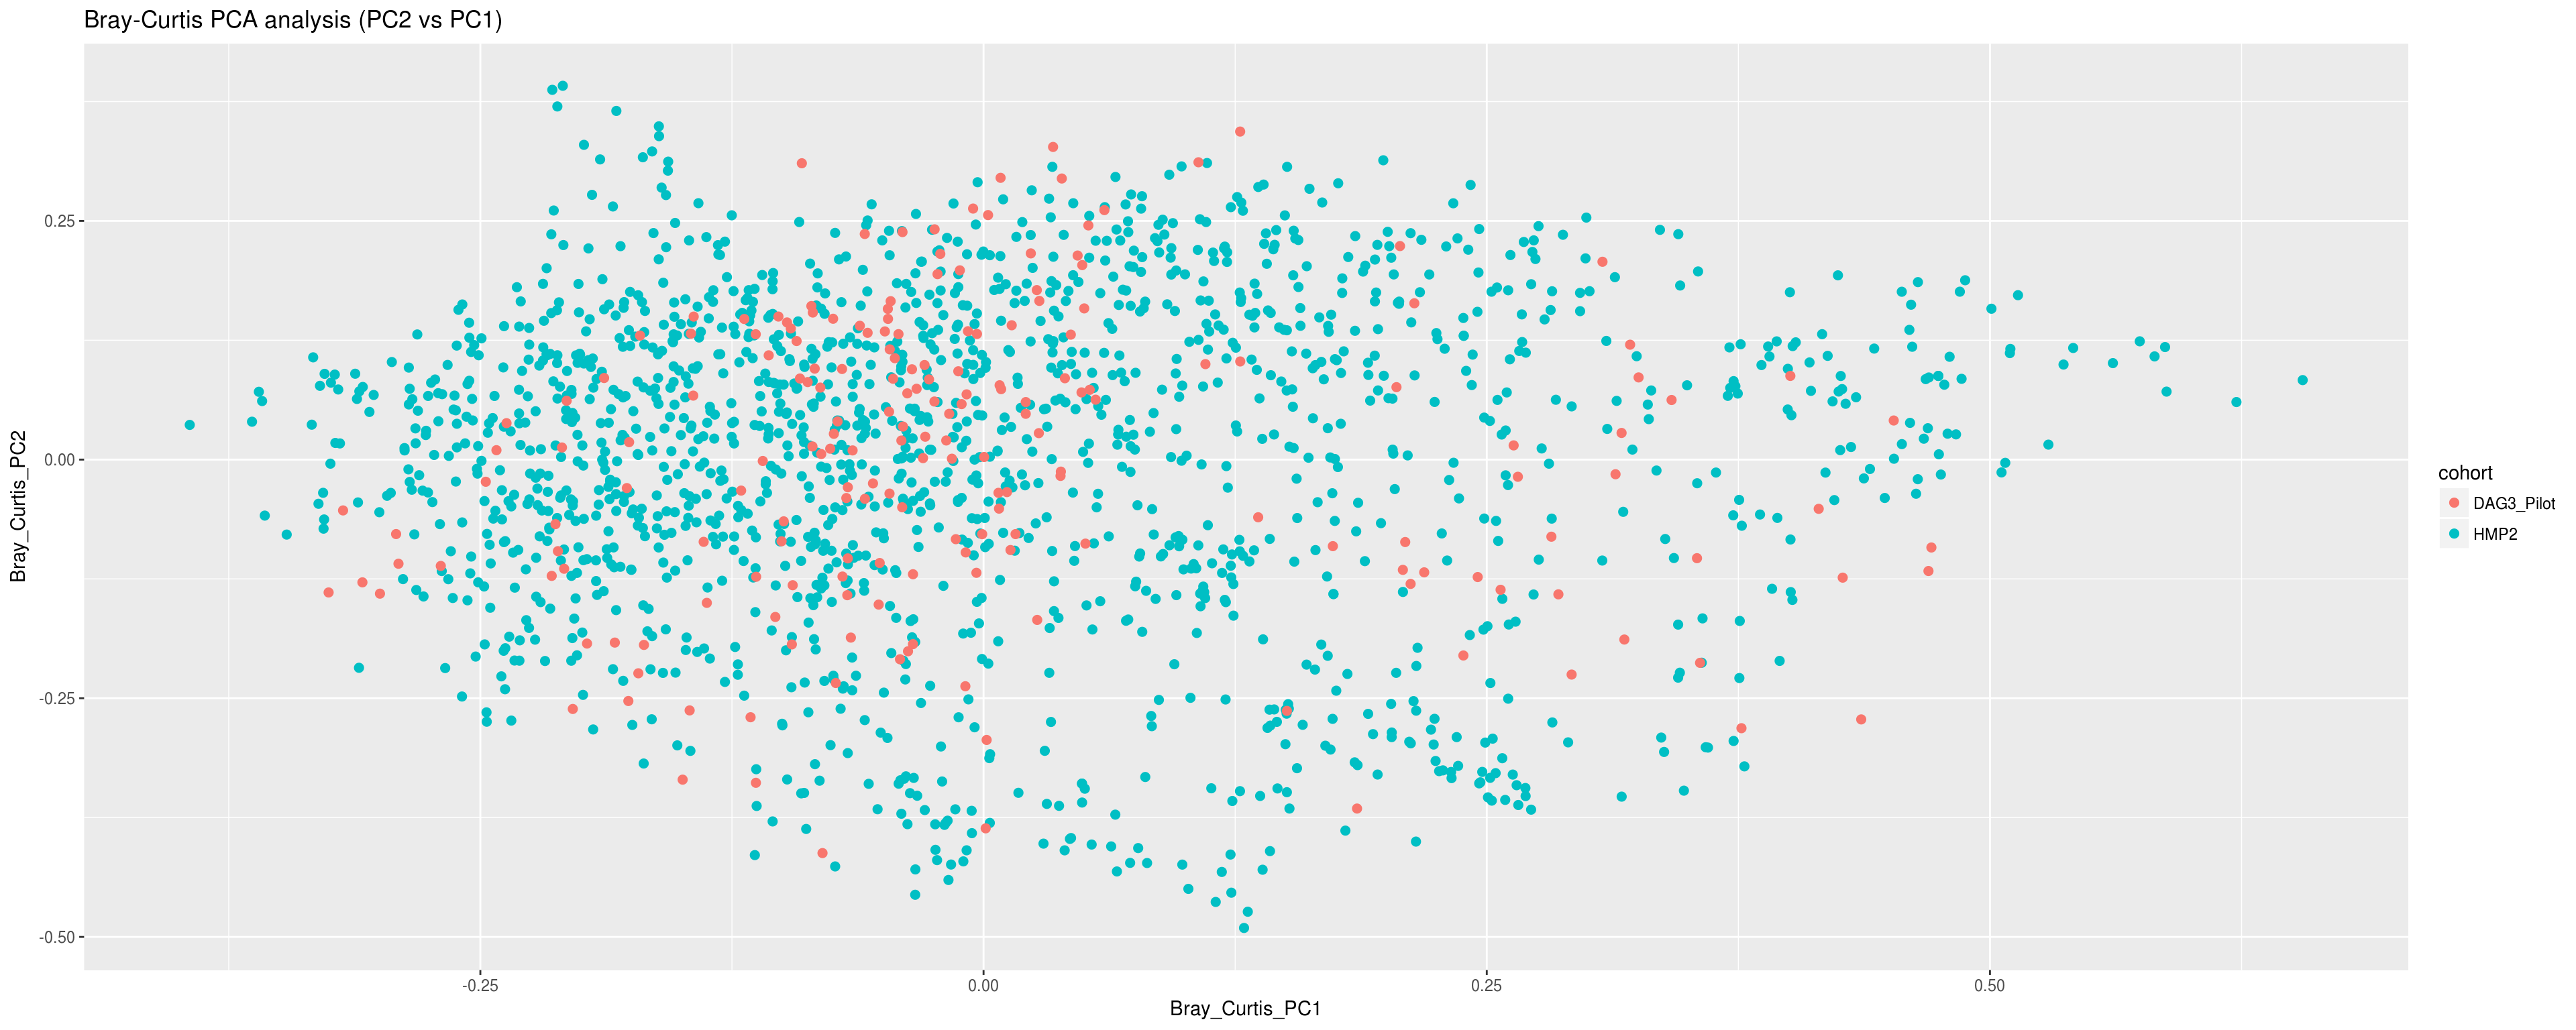 Bray-Curtis PCA analysis (PC2 vs PC1)
0.25
0.00
-0.25
-0.50
Bray_Curtis_PC2
-0.25
0.00
0.25
0.50
Bray_Curtis_PC1
cohort
DAG3_Pilot
HMP2